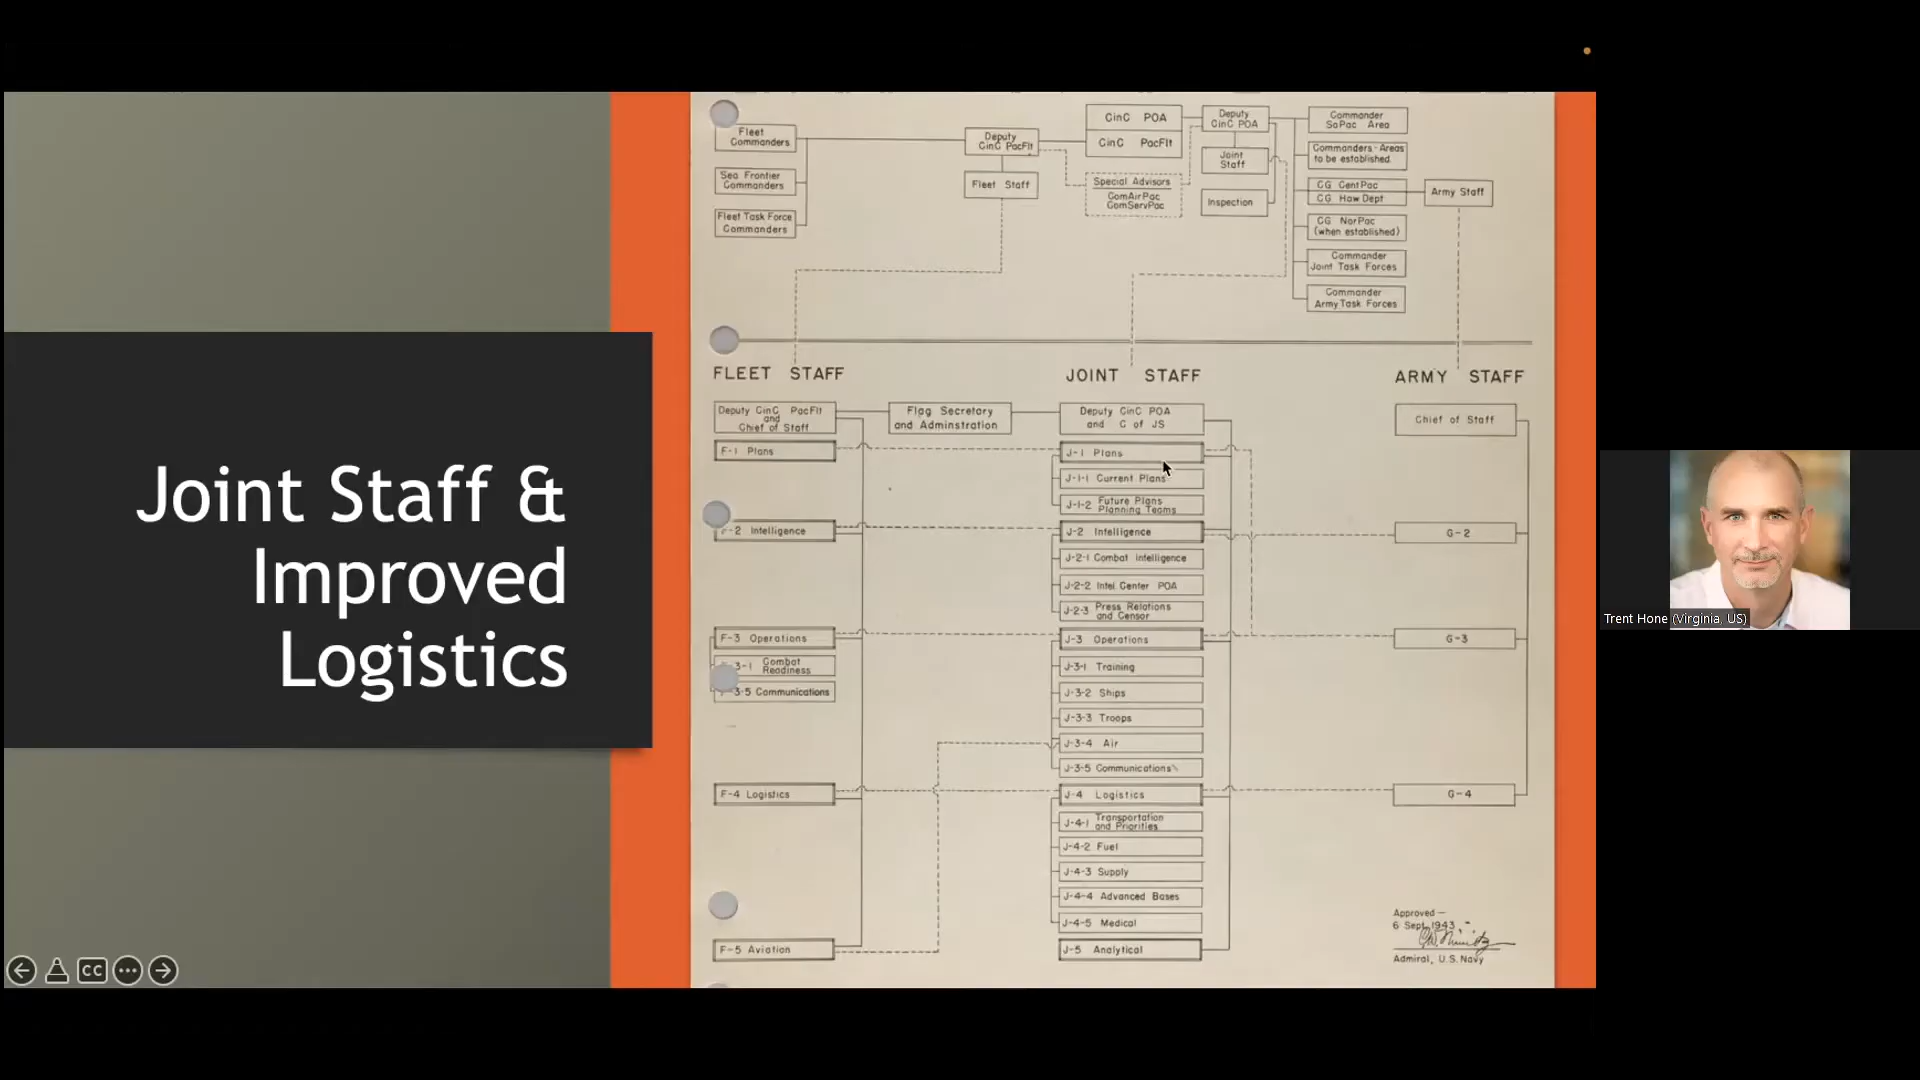 Joint Staff &
Improved
Logistics
Fleet
Commanders
Sea Frontier
Commanders
Fleet Task Force
Commanders
Deputy
CinC PacFlt
Fleet Staff
CinC POA
CinC PacFlt
Special Advisors
ComAirPac
ComServPac
Deputy
CinC POA
Joint
Staff
Inspection
Commander
SoPac Area
Commanders-Areas
to be established
CG CentPac
CG HawDept
CG NorPac
(when established)
Commander
Joint Task Forces
Commander
Army Task Forces
Army Staff
FLEET STAFF
JOINT STAFF
ARMY STAFF
Deputy CinC PacFlt
and
Chief of Staff
Flag Secretary
and Adminstration
Deputy CinC POA
and C of JS
Chief of Staff
F-1 Plans
J-1 Plans
J-1-1 Current Plans
J-1-2 Future Plans
Planning Teams
F-2 Intelligence
J-2 Intelligence
G-2
J-2-1 Combat Intelligence
J-2-2 Intel. Center POA
J-2-3 Press Relations
and Censor
F-3 Operations
J-3 Operations
G-3
3-1 Combat
Readiness
3-5 Communications
J-3-1 Training
J-3-2 Ships
J-3-3 Troops
J-3-4 Air
J-3-5 Communications
F-4 Logistics
J-4 Logistics
G-4
J-4-1 Transportation
and Priorities
J-4-2 Fuel
J-4-3 Supply
J-4-4 Advanced Bases
J-4-5 Medical
F-5 Aviation
J-5 Analytical
Approved—
6 Sept. 1943
Admiral, U.S. Navy
CC
Trent Hone (Virginia, US)